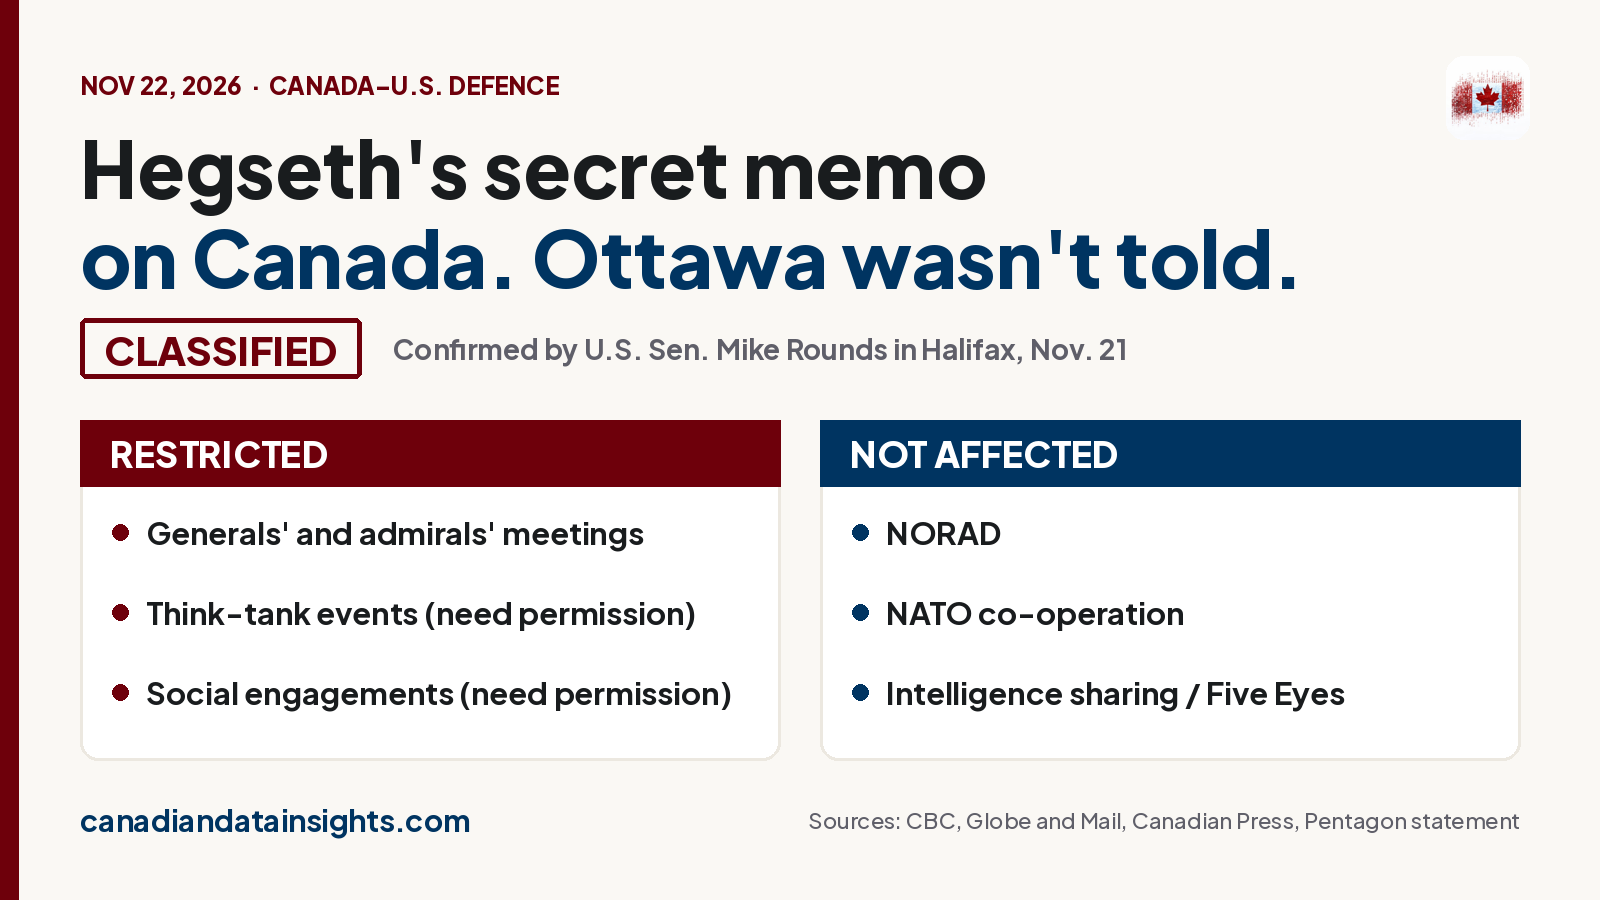 NOV 22, 2026 · CANADA–U.S. DEFENCE
Hegseth's secret memo
on Canada. Ottawa wasn't told.
CLASSIFIED
Confirmed by U.S. Sen. Mike Rounds in Halifax, Nov. 21
RESTRICTED
Generals' and admirals' meetings
Think-tank events (need permission)
Social engagements (need permission)
NOT AFFECTED
NORAD
NATO co-operation
Intelligence sharing / Five Eyes
canadiandatainsights.com
Sources: CBC, Globe and Mail, Canadian Press, Pentagon statement